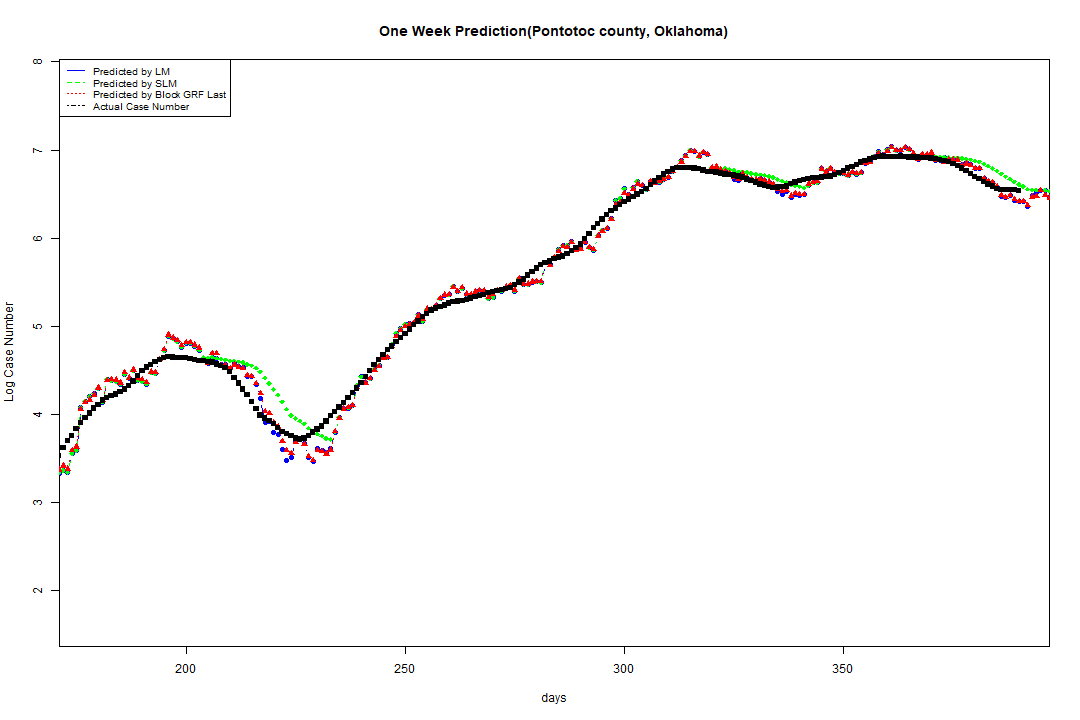 One Week Prediction(Pontotoc county, Oklahoma)
Predicted by LM
Predicted by SLM
Predicted by Block GRF Last
Actual Case Number
8
7
6
5
4
3
2
Log Case Number
200
250
300
350
days